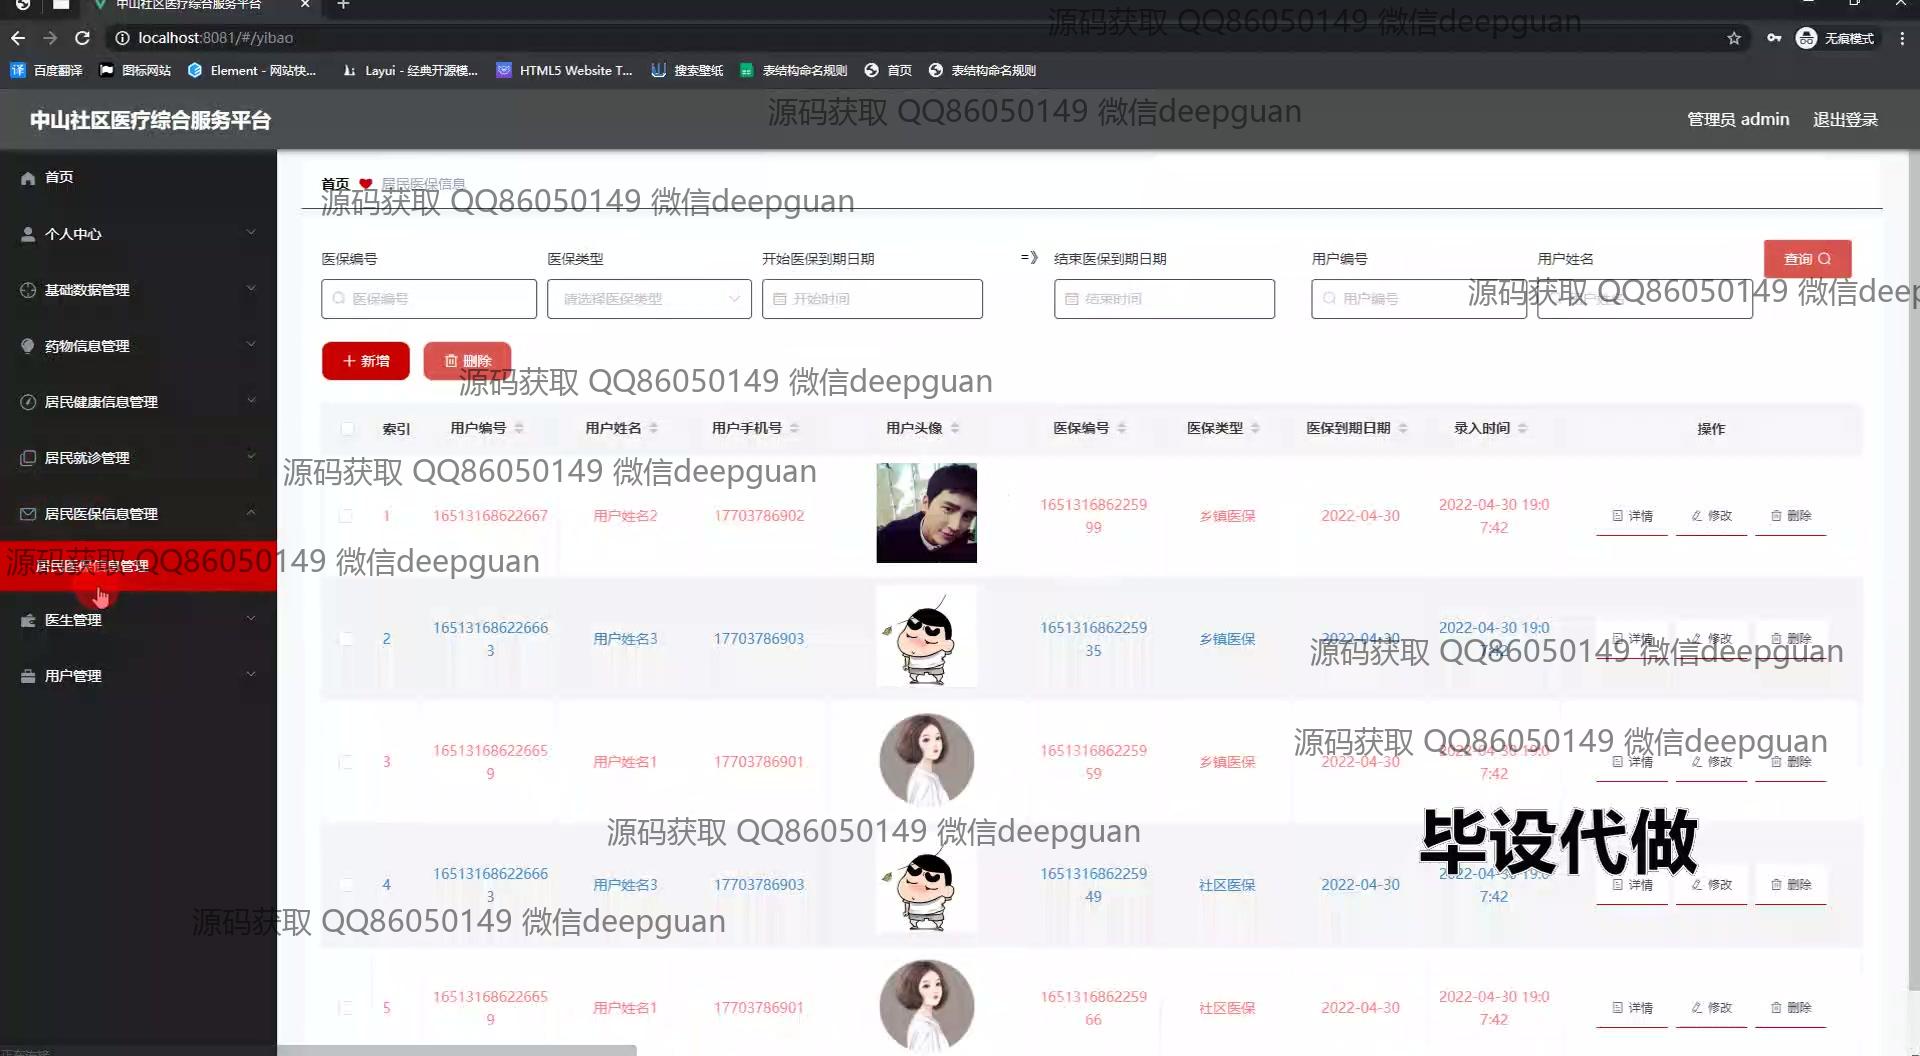 中山社区医疗综合服务平台
localhost:8081/#/yibao
无痕模式
百度翻译 图标网站 Element - 网站快... Layui - 经典开源模... HTML5 Website T... 搜索壁纸 表结构命名规则 首页 表结构命名规则
源码获取 QQ86050149 微信deepguan
中山社区医疗综合服务平台
源码获取 QQ86050149 微信deepguan
管理员 admin 退出登录
首页
个人中心
基础数据管理
药物信息管理
居民健康信息管理
居民就诊管理
居民医保信息管理
居民医保信息管理
医生管理
用户管理
首页 居民医保信息
源码获取 QQ86050149 微信deepguan
医保编号 医保类型 开始医保到期日期 =》 结束医保到期日期 用户编号 用户姓名 查询
医保编号 请选择医保类型 开始时间 结束时间 用户编号
源码获取 QQ86050149 微信deep
新增 删除
源码获取 QQ86050149 微信deepguan
索引 用户编号 用户姓名 用户手机号 用户头像 医保编号 医保类型 医保到期日期 录入时间 操作
源码获取 QQ86050149 微信deepguan
1 16513168622667 用户姓名2 17703786902 165131686225999 乡镇医保 2022-04-30 2022-04-30 19:07:42 详情 修改 删除
源码获取 QQ86050149 微信deepguan
2 165131686226663 用户姓名3 17703786903 165131686225935 乡镇医保 2022-04-30 2022-04-30 19:07:42 详情 修改 删除
源码获取 QQ86050149 微信deepguan
3 165131686226659 用户姓名1 17703786901 165131686225959 乡镇医保 2022-04-30 2022-04-30 19:07:42 详情 修改 删除
源码获取 QQ86050149 微信deepguan
源码获取 QQ86050149 微信deepguan
毕设代做
4 165131686226663 用户姓名3 17703786903 165131686225949 社区医保 2022-04-30 2022-04-30 19:07:42 详情 修改 删除
源码获取 QQ86050149 微信deepguan
5 165131686226659 用户姓名1 17703786901 165131686225966 社区医保 2022-04-30 2022-04-30 19:07:42 详情 修改 删除